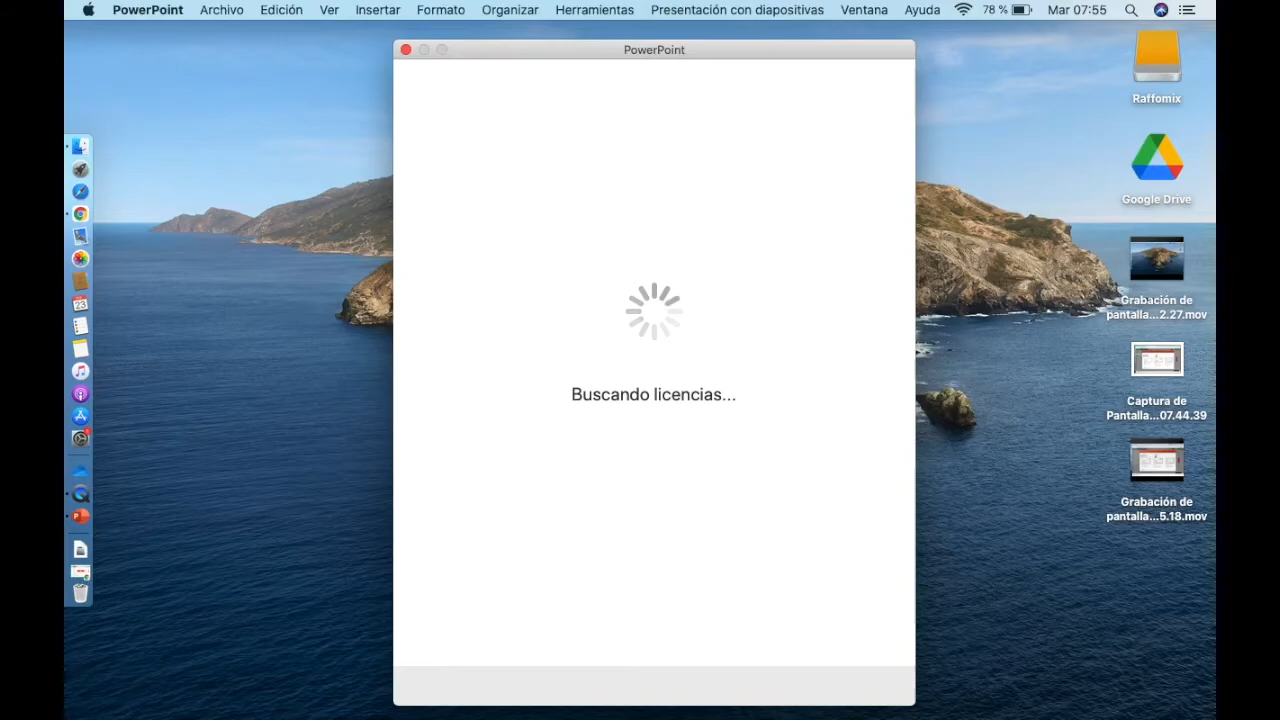 PowerPoint Archivo Edición Ver Insertar Formato Organizar Herramientas Presentación con diapositivas Ventana Ayuda 78 % Mar 07:55
PowerPoint
Buscando licencias...
Raffomix
Google Drive
Grabación de
pantalla...2.27.mov
Captura de
Pantalla...07.44.39
Grabación de
pantalla...5.18.mov
23